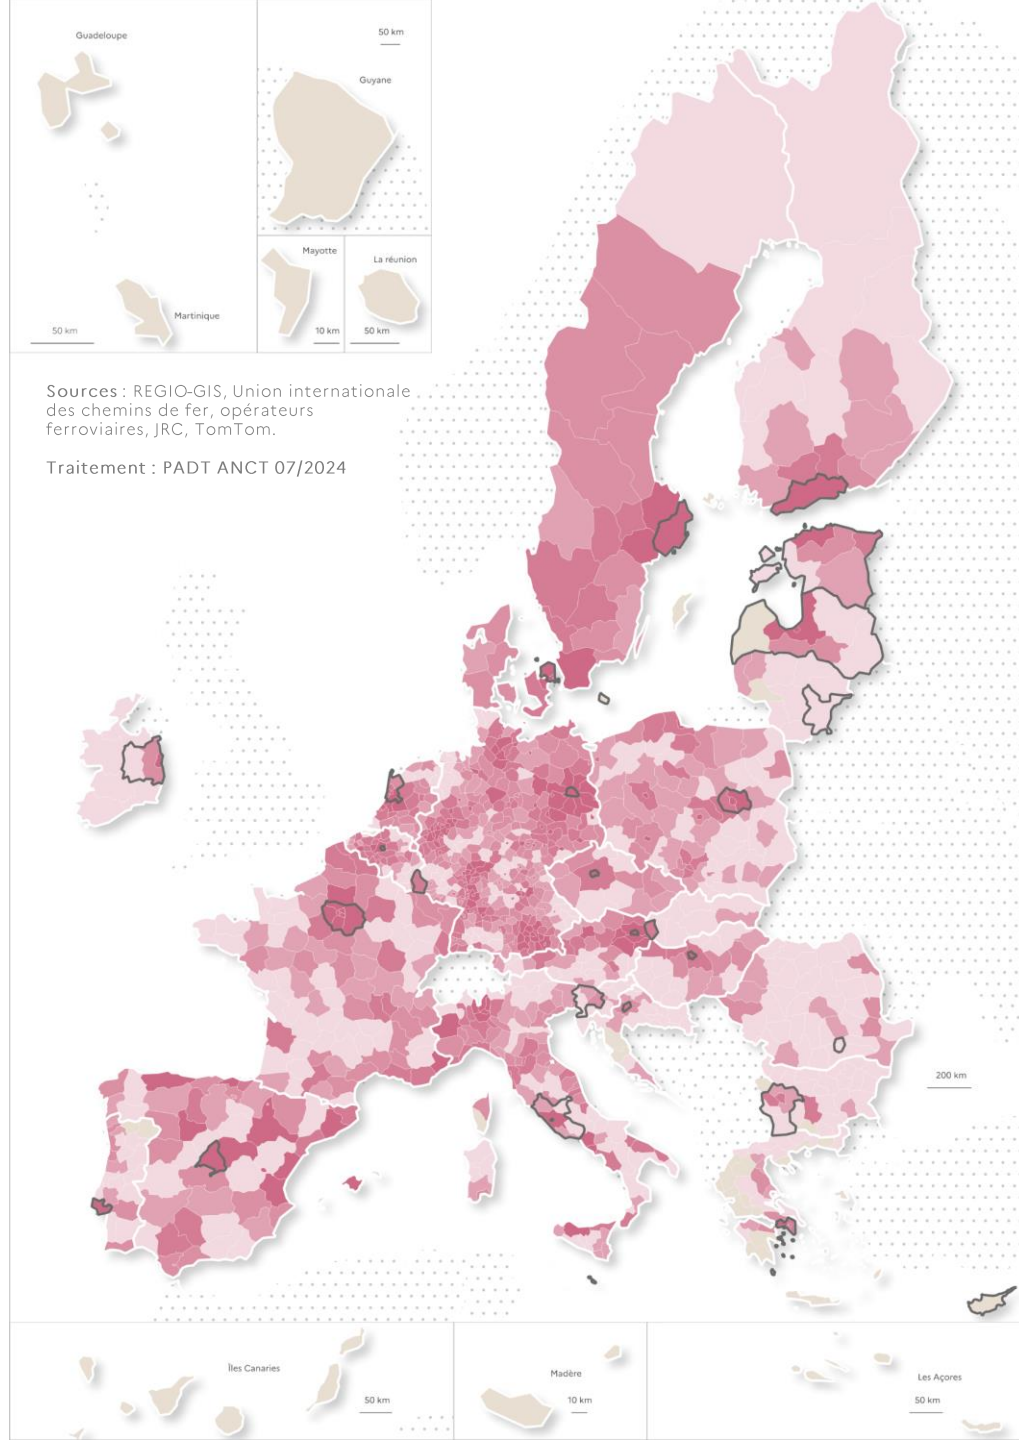 Guadeloupe
50 km
Guyane
Mayotte
La réunion
Martinique
50 km
10 km
50 km
Sources : REGIO-GIS, Union internationale
des chemins de fer, opérateurs
ferroviaires, JRC, TomTom.
Traitement : PADT ANCT 07/2024
200 km
Îles Canaries
50 km
Madère
10 km
Les Açores
50 km